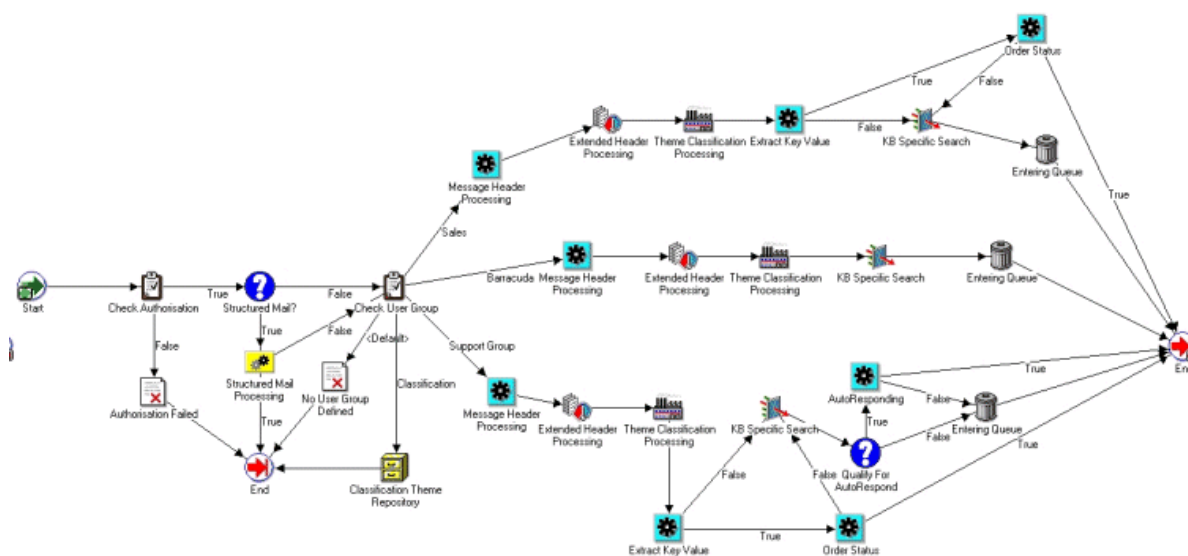 Order Status
True
False
Extended Header
Processing
Theme Classification
Processing
Extract Key Value
False
KB Specific Search
Entering Queue
Message Header
Processing
True
Sales
Barracuda
Message Header
Processing
Extended Header
Processing
Theme Classification
Processing
KB Specific Search
Entering Queue
Start
Check Authorisation
True
Structured Mail?
False
Check User Group
False
True
False
<Default>
Support Group
Classification
Authorisation Failed
Structured Mail
Processing
No User Group
Defined
True
End
Classification Theme
Repository
Message Header
Processing
Extended Header
Processing
Theme Classification
Processing
KB Specific Search
AutoResponding
True
False
Entering Queue
True
False
Qualify For
AutoRespond
True
False
False
Extract Key Value
True
Order Status
End